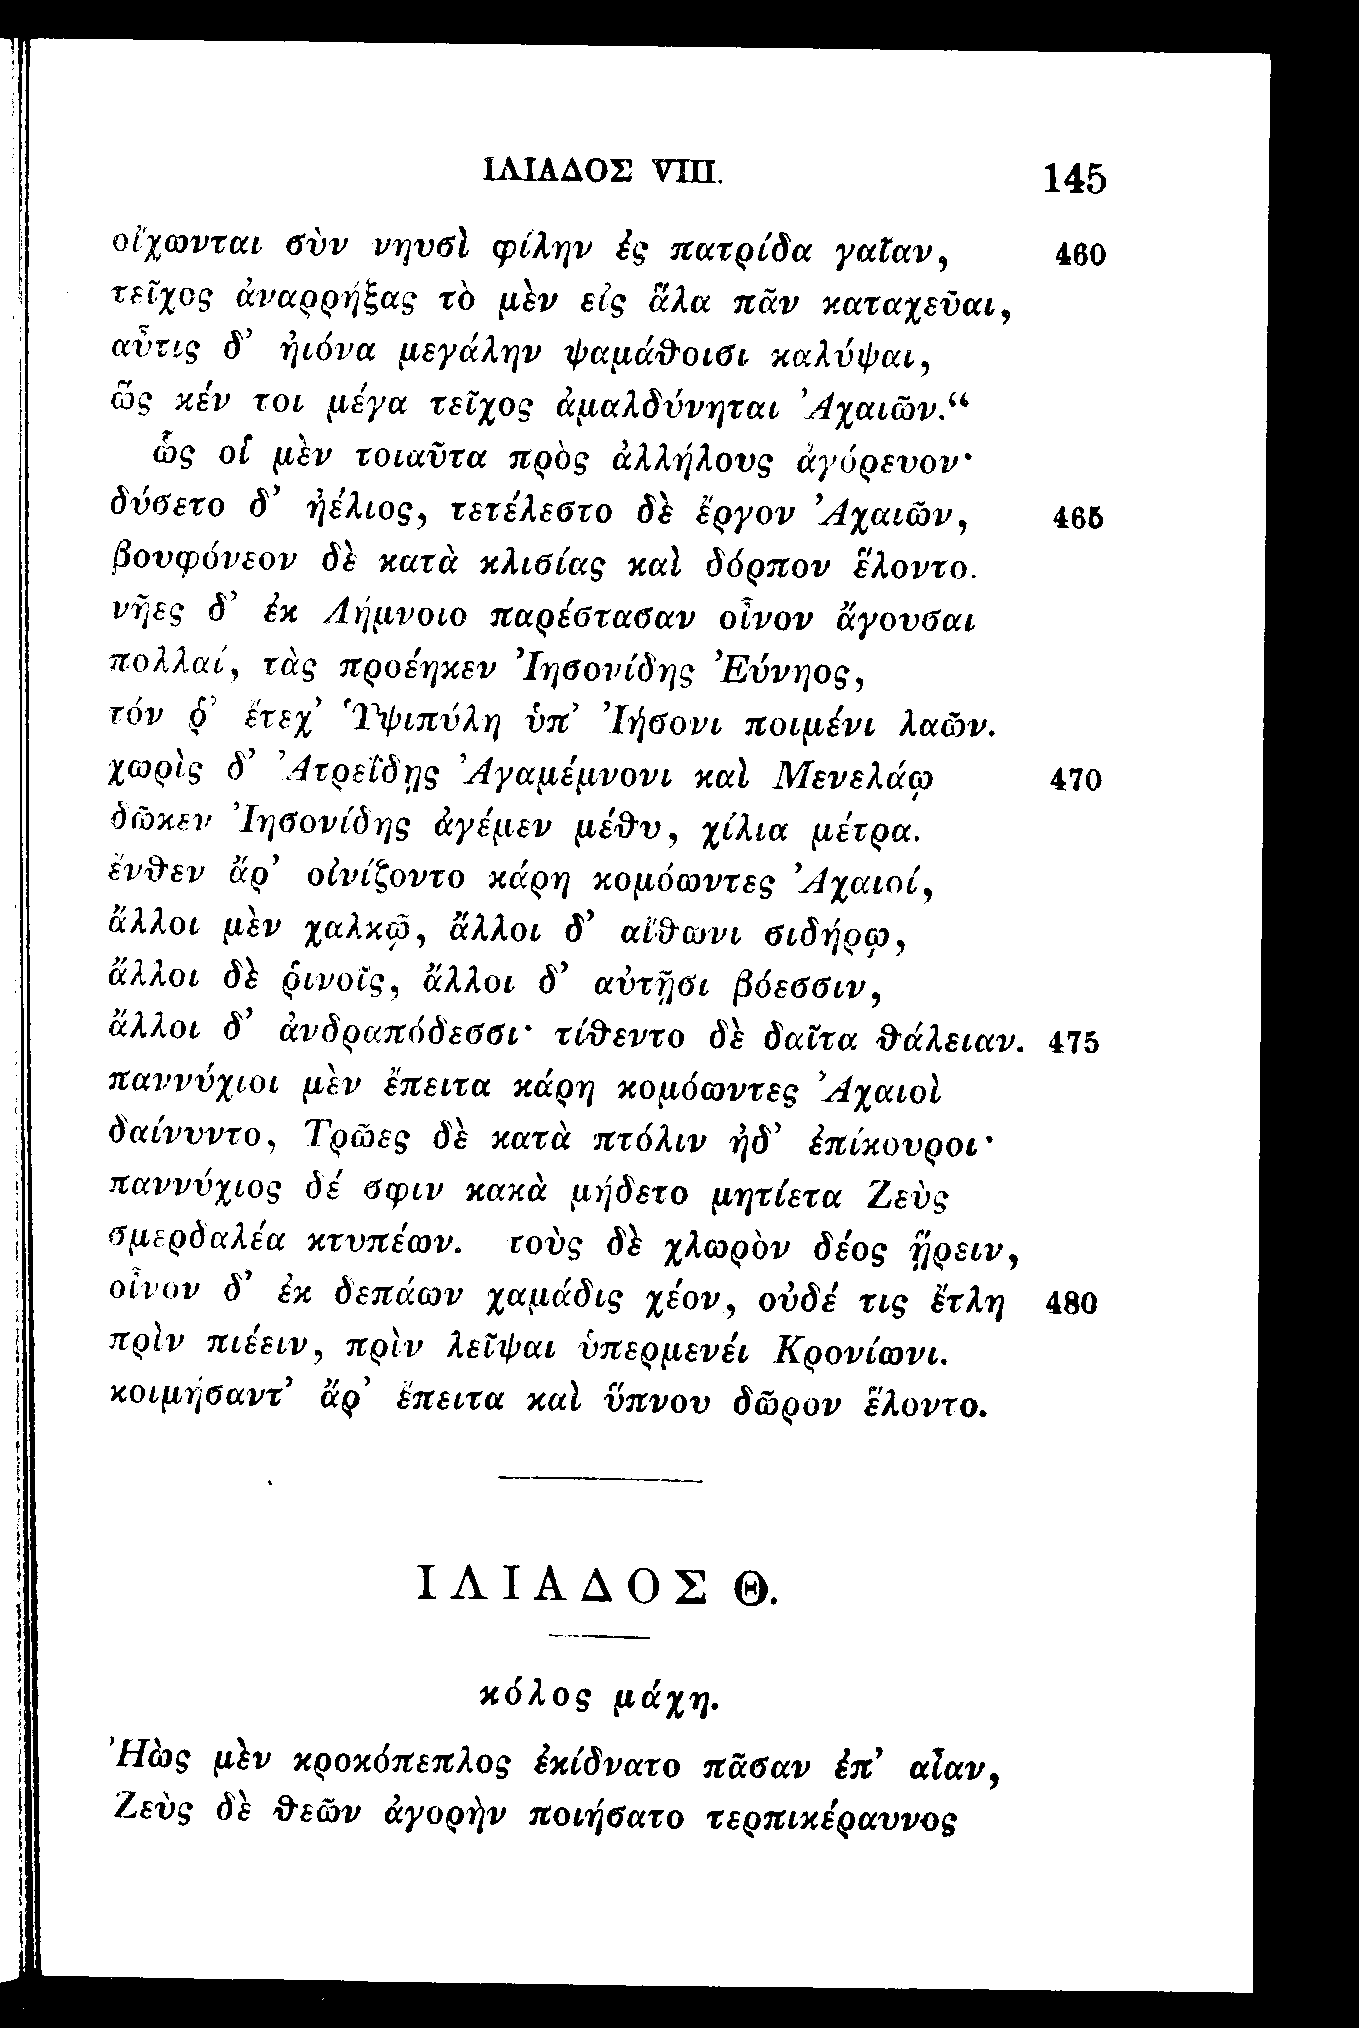 ΙΛΙΑΔΟΣ VIII. 145
οἴχωνται σὺν νηυσὶ φίλην ἐς πατρίδα γαῖαν, 460
τεῖχος ἀναρρήξας τὸ μὲν εἰς ἅλα πᾶν καταχεῦαι,
αὖτις δ’ ἠιόνα μεγάλην ψαμάθοισι καλύψαι,
ὥς κέν τοι μέγα τεῖχος ἀμαλδύνηται Ἀχαιῶν.“
ὣς οἳ μὲν τοιαῦτα πρὸς ἀλλήλους ἀγόρευον·
δύσετο δ’ ἠέλιος, τετέλεστο δὲ ἔργον Ἀχαιῶν, 465
βουφόνεον δὲ κατὰ κλισίας καὶ δόρπον ἕλοντο.
νῆες δ’ ἐκ Λήμνοιο παρέστασαν οἶνον ἄγουσαι
πολλαί, τὰς προέηκεν Ἰησονίδης Ἐύνηος,
τόν ῥ’ ἔτεχ’ Ὑψιπύλη ὑπ’ Ἰήσονι ποιμένι λαῶν.
χωρὶς δ’ Ἀτρεΐδῃς Ἀγαμέμνονι καὶ Μενελάῳ 470
δῶκεν Ἰησονίδης ἀγέμεν μέθυ, χίλια μέτρα.
ἔνθεν ἄρ’ οἰνίζοντο κάρη κομόωντες Ἀχαιοί,
ἄλλοι μὲν χαλκῷ, ἄλλοι δ’ αἴθωνι σιδήρῳ,
ἄλλοι δὲ ῥινοῖς, ἄλλοι δ’ αὐτῇσι βόεσσιν,
ἄλλοι δ’ ἀνδραπόδεσσι· τίθεντο δὲ δαῖτα θάλειαν. 475
παννύχιοι μὲν ἔπειτα κάρη κομόωντες Ἀχαιοὶ
δαίνυντο, Τρῶες δὲ κατὰ πτόλιν ἠδ’ ἐπίκουροι·
παννύχιος δέ σφιν κακὰ μήδετο μητίετα Ζεὺς
σμερδαλέα κτυπέων. τοὺς δὲ χλωρὸν δέος ᾕρειν,
οἶνον δ’ ἐκ δεπάων χαμάδις χέον, οὐδέ τις ἔτλη 480
πρὶν πιέειν, πρὶν λεῖψαι ὑπερμενέι Κρονίωνι.
κοιμήσαντ’ ἄρ’ ἔπειτα καὶ ὕπνου δῶρον ἕλοντο.
ΙΛΙΑΔΟΣ Θ.
κόλος μάχη.
Ἠὼς μὲν κροκόπεπλος ἐκίδνατο πᾶσαν ἐπ’ αἶαν,
Ζεὺς δὲ θεῶν ἀγορὴν ποιήσατο τερπικέραυνος